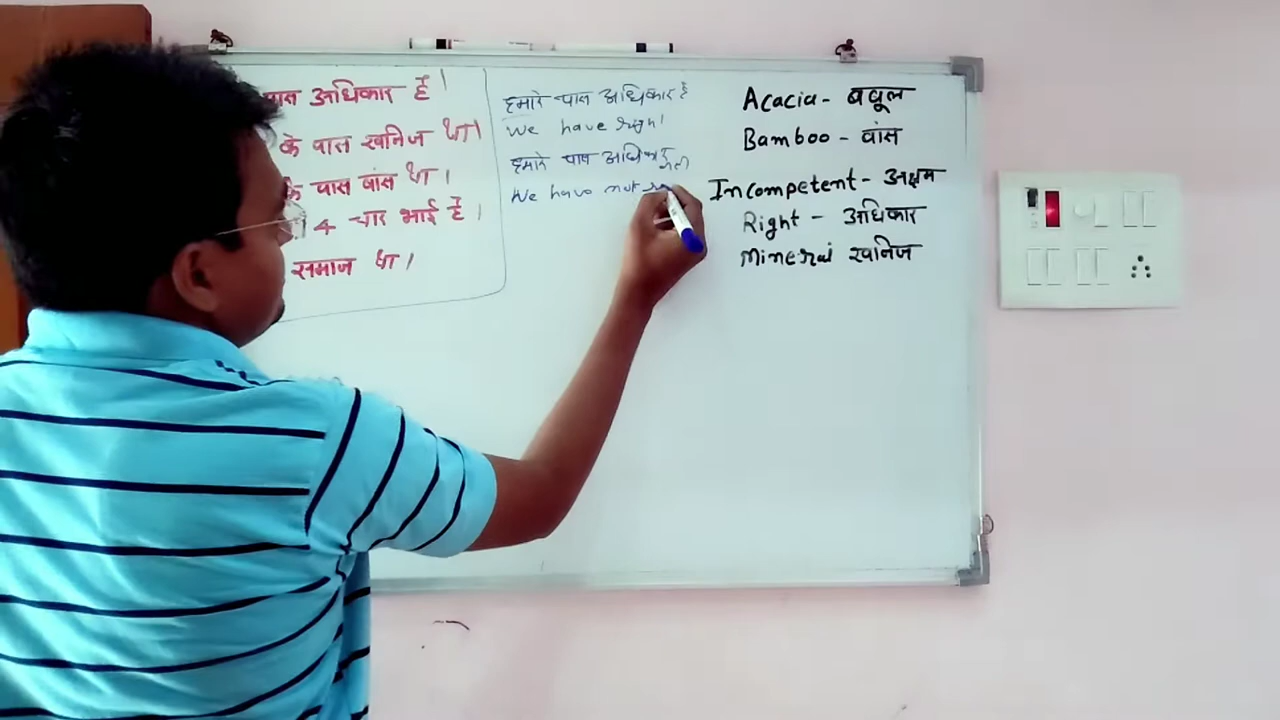 पास अधिकार है।
के पास खनिज था।
के पास बांस था।
4 चार भाई है।
समाज था।
हमारे पास अधिकार है
We have right
हमारे पास अधिकार नहीं
We have not
Acacia - बबूल
Bamboo - बांस
Incompetent - अक्षम
Right - अधिकार
Mineral खनिज